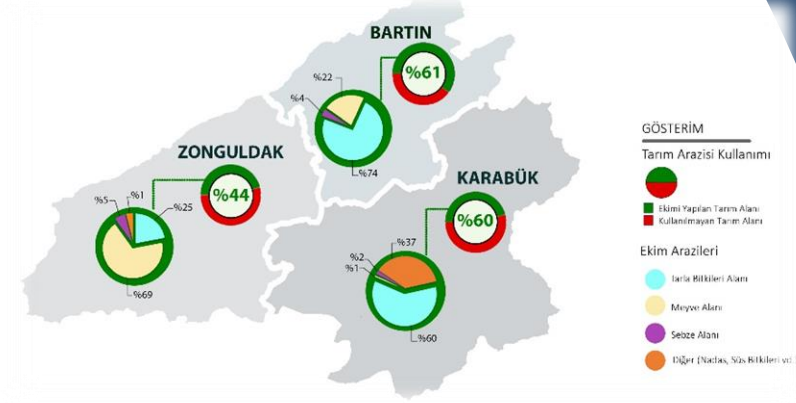 BARTIN
%61
%22
%4
%74
ZONGULDAK
%44
%5
%1
%25
%69
KARABÜK
%60
%37
%2
%1
%60
GÖSTERİM
Tarım Arazisi Kullanımı
Ekimi Yapılan Tarım Alanı
Kullanılmayan Tarım Alanı
Ekim Arazileri
Tarla Bitkileri Alanı
Meyve Alanı
Sebze Alanı
Diğer (Nadas, Süs Bitkileri vd.